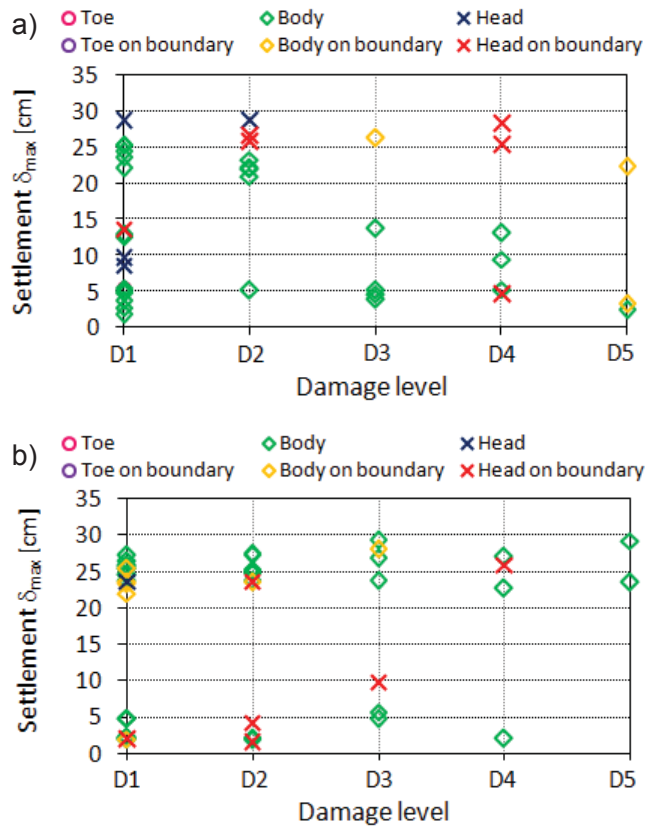 a)
Toe Body Head
Toe on boundary Body on boundary Head on boundary
35
30
25
20
15
10
5
0
Settlement δmax [cm]
D1 D2 D3 D4 D5
Damage level
b)
Toe Body Head
Toe on boundary Body on boundary Head on boundary
35
30
25
20
15
10
5
0
Settlement δmax [cm]
D1 D2 D3 D4 D5
Damage level